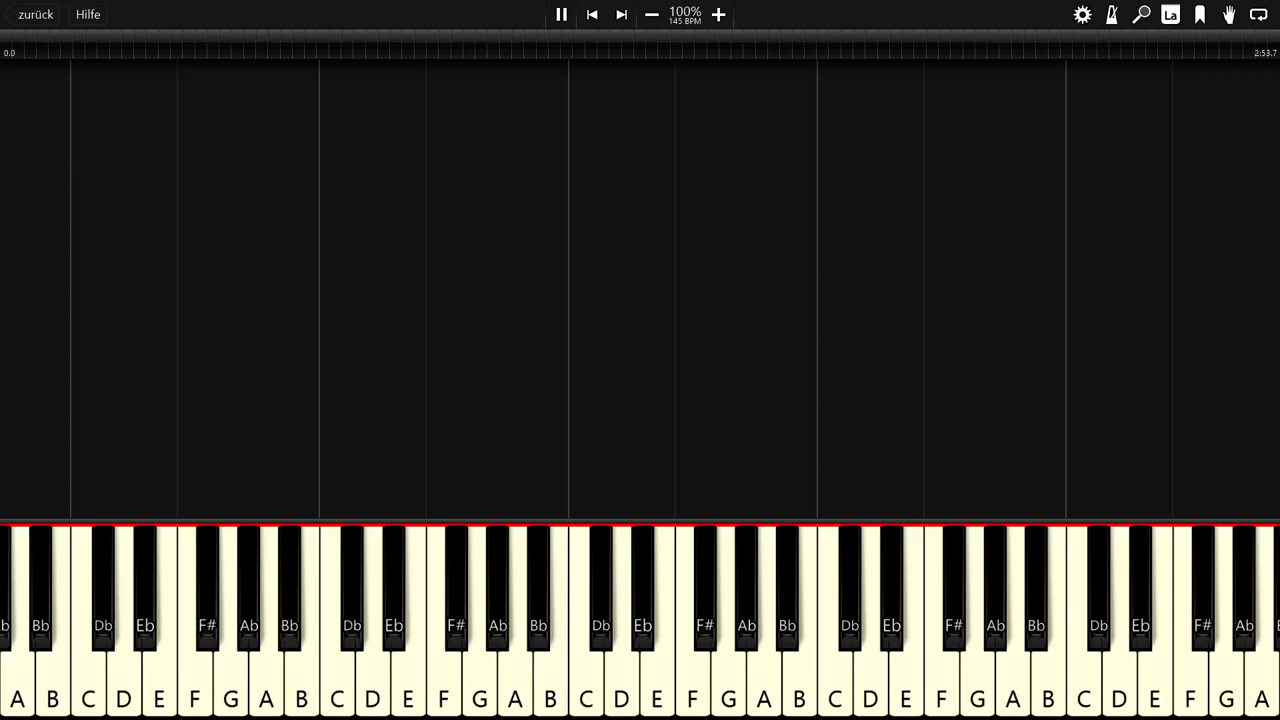 zurück Hilfe 100% La
145 BPM
0.0 2:53.7
b Bb Db Eb F# Ab Bb Db Eb F# Ab Bb Db Eb F# Ab Bb Db Eb F# Ab Bb Db Eb F# Ab
A B C D E F G A B C D E F G A B C D E F G A B C D E F G A B C D E F G A